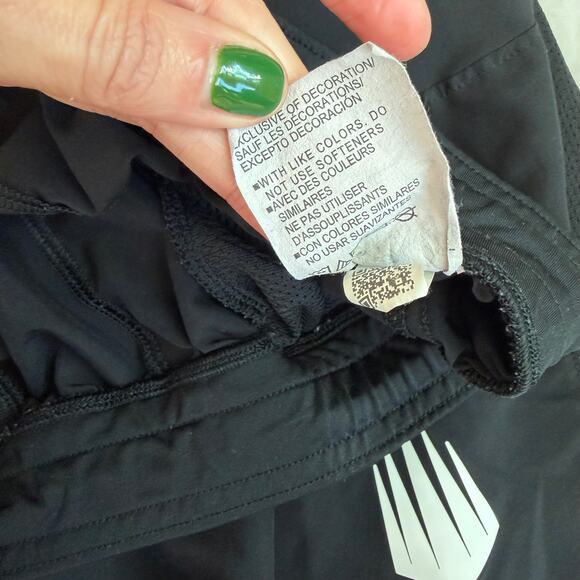 EXCLUSIVE OF DECORATION/
SAUF LES DÉCORATIONS/
EXCEPTO DECORACIÓN
▪WITH LIKE COLORS. DO
NOT USE SOFTENERS
▪AVEC DES COULEURS
SIMILAIRES
NE PAS UTILISER
D'ASSOUPLISSANTS
▪CON COLORES SIMILARES
NO USAR SUAVIZANTES